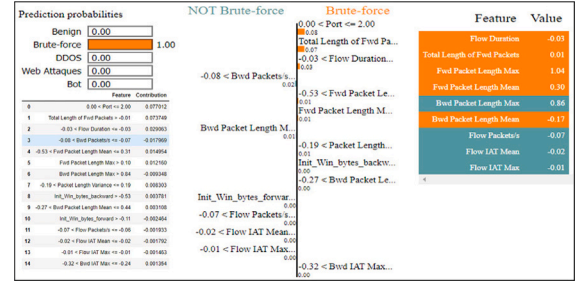 Prediction probabilities
Benign 0.00
Brute-force 1.00
DDOS 0.00
Web Attaques 0.00
Bot 0.00
Feature Contribution
0 0.00 < Port <= 2.00 0.077012
1 Total Length of Fwd Packets > -0.01 0.073749
2 -0.03 < Flow Duration <= -0.03 0.029063
3 -0.08 < Bwd Packets/s <= -0.07 -0.017969
4 -0.53 < Fwd Packet Length Mean <= 0.31 0.014954
5 Fwd Packet Length Max > 0.10 0.012160
6 Bwd Packet Length Max > 0.84 -0.009348
7 -0.19 < Packet Length Variance <= 0.19 0.008303
8 Init_Win_bytes_backward > -0.53 0.003781
9 -0.27 < Bwd Packet Length Mean <= 0.44 0.003108
10 Init_Win_bytes_forward > -0.11 -0.002464
11 -0.07 < Flow Packets/s <= -0.06 -0.001933
12 -0.02 < Flow IAT Mean <= -0.02 -0.001792
13 -0.01 < Flow IAT Max <= -0.01 -0.001463
14 -0.32 < Bwd IAT Max <= -0.24 0.001394
NOT Brute-force Brute-force
0.00 < Port <= 2.00
0.08
Total Length of Fwd Pa...
0.07
-0.03 < Flow Duration...
0.03
-0.08 < Bwd Packets/s...
0.02
-0.53 < Fwd Packet Le...
0.01
Fwd Packet Length M...
0.01
Bwd Packet Length M...
0.01
-0.19 < Packet Length...
0.01
Init_Win_bytes_backw...
0.00
-0.27 < Bwd Packet Le...
0.00
Init_Win_bytes_forwar...
0.00
-0.07 < Flow Packets/s...
0.00
-0.02 < Flow IAT Mean...
0.00
-0.01 < Flow IAT Max...
0.00
-0.32 < Bwd IAT Max...
0.00
Feature Value
Flow Duration -0.03
Total Length of Fwd Packets 0.01
Fwd Packet Length Max 1.04
Fwd Packet Length Mean 0.30
Bwd Packet Length Max 0.86
Bwd Packet Length Mean -0.17
Flow Packets/s -0.07
Flow IAT Mean -0.02
Flow IAT Max -0.01